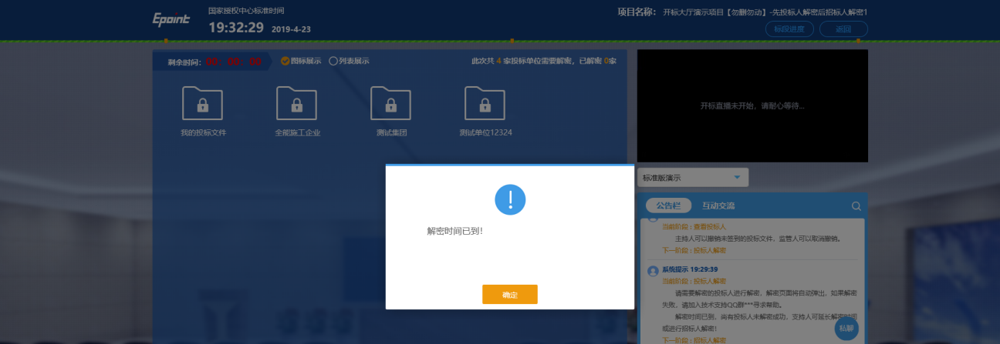 Epoint
国家授权中心标准时间
19:32:29 2019-4-23
项目名称： 开标大厅演示项目【勿删勿动】-先投标人解密后招标人解密1
标段进度 返回
剩余时间： 00: 00: 00 图标展示 列表展示 此次共 4 家投标单位需要解密，已解密 0家
我的投标文件 全能施工企业 测试集团 测试单位12324
开标直播未开始，请耐心等待...
解密时间已到！
确定
标准版演示
公告栏 互动交流
当前阶段：查看投标人
主持人可以撤销未签到的投标文件，监管人可以取消撤销。
下一阶段：投标人解密
系统提示 19:29:39
当前阶段：投标人解密
请需要解密的投标人进行解密，解密页面将自动弹出，如果解密
失败，请加入技术支持QQ群***寻求帮助。
解密时间已到，尚有投标人未解密成功，支持人可延长解密时间
或进行招标人解密！
私聊
下一阶段：招标人解密